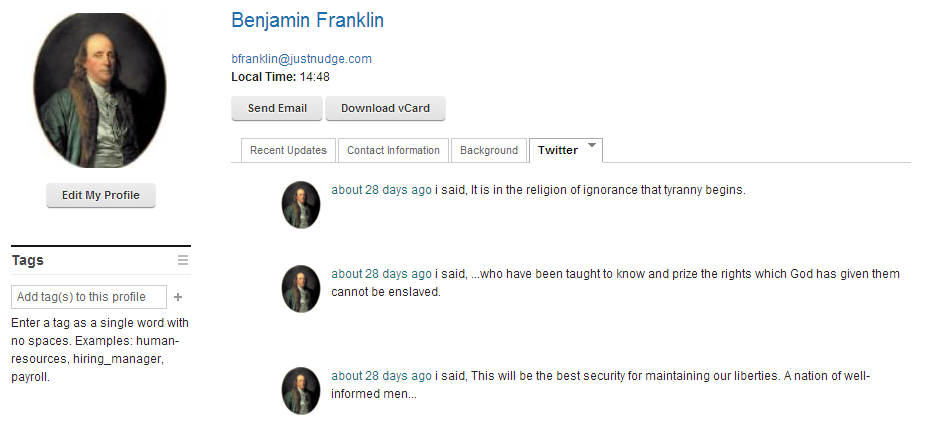 Benjamin Franklin
bfranklin@justnudge.com
Local Time: 14:48
Send Email
Download vCard
Edit My Profile
Recent Updates
Contact Information
Background
Twitter
about 28 days ago i said, It is in the religion of ignorance that tyranny begins.
about 28 days ago i said, ...who have been taught to know and prize the rights which God has given them
cannot be enslaved.
about 28 days ago i said, This will be the best security for maintaining our liberties. A nation of well-
informed men...
Tags
Add tag(s) to this profile
+
Enter a tag as a single word with
no spaces. Examples: human-
resources, hiring_manager,
payroll.